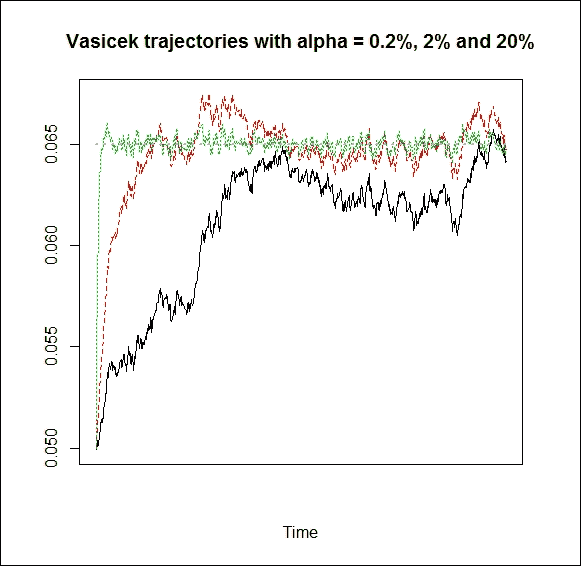 Vasicek trajectories with alpha = 0.2%, 2% and 20%
0.065
0.060
0.055
0.050
Time